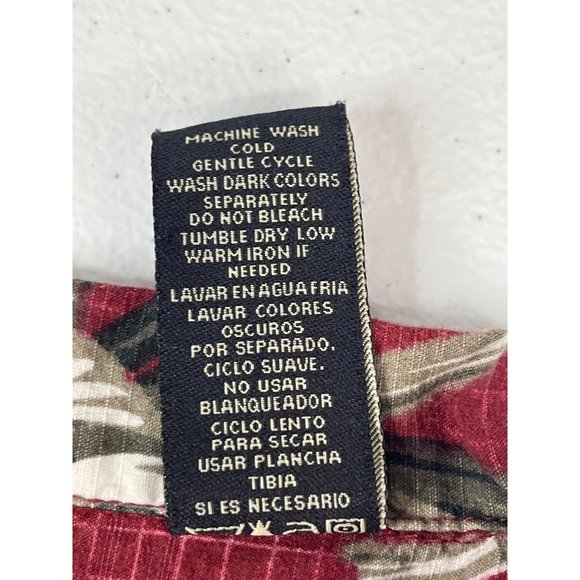 MACHINE WASH
COLD
GENTLE CYCLE
WASH DARK COLORS
SEPARATELY
DO NOT BLEACH
TUMBLE DRY LOW
WARM IRON IF
NEEDED
LAVAR EN AGUA FRIA
LAVAR COLORES
OSCUROS
POR SEPARADO.
CICLO SUAVE.
NO USAR
BLANQUEADOR
CICLO LENTO
PARA SECAR
USAR PLANCHA
TIBIA
SI ES NECESARIO